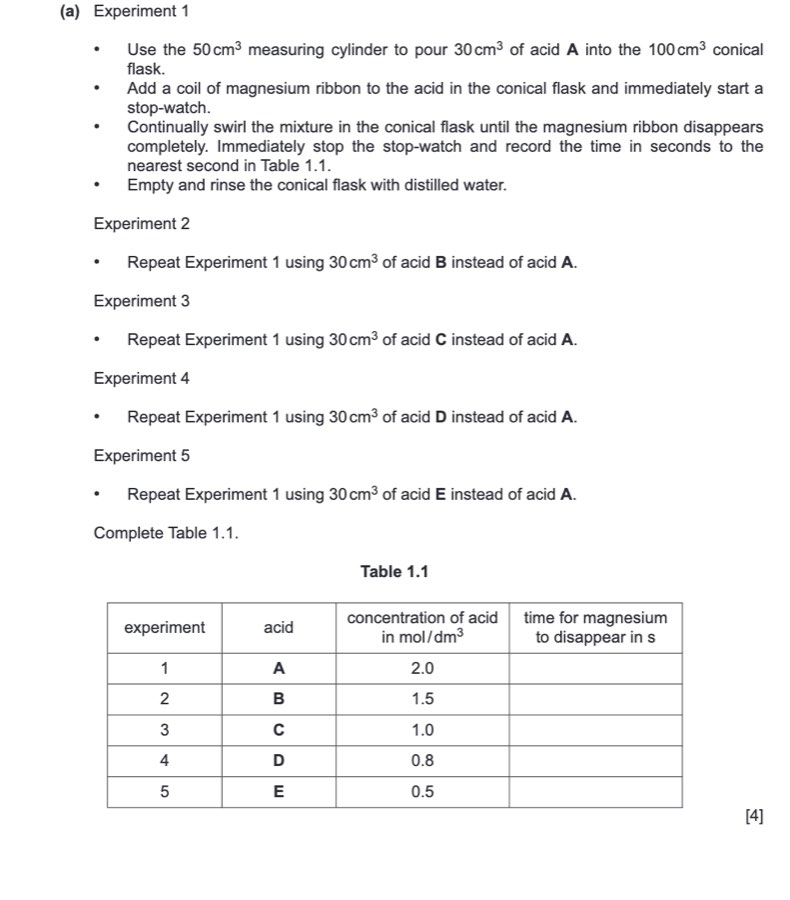 (a) Experiment 1
• Use the 50 cm³ measuring cylinder to pour 30 cm³ of acid A into the 100 cm³ conical
flask.
• Add a coil of magnesium ribbon to the acid in the conical flask and immediately start a
stop-watch.
• Continually swirl the mixture in the conical flask until the magnesium ribbon disappears
completely. Immediately stop the stop-watch and record the time in seconds to the
nearest second in Table 1.1.
• Empty and rinse the conical flask with distilled water.
Experiment 2
• Repeat Experiment 1 using 30 cm³ of acid B instead of acid A.
Experiment 3
• Repeat Experiment 1 using 30 cm³ of acid C instead of acid A.
Experiment 4
• Repeat Experiment 1 using 30 cm³ of acid D instead of acid A.
Experiment 5
• Repeat Experiment 1 using 30 cm³ of acid E instead of acid A.
Complete Table 1.1.
Table 1.1
experiment acid concentration of acid in mol/dm³ time for magnesium to disappear in s
1 A 2.0
2 B 1.5
3 C 1.0
4 D 0.8
5 E 0.5
[4]